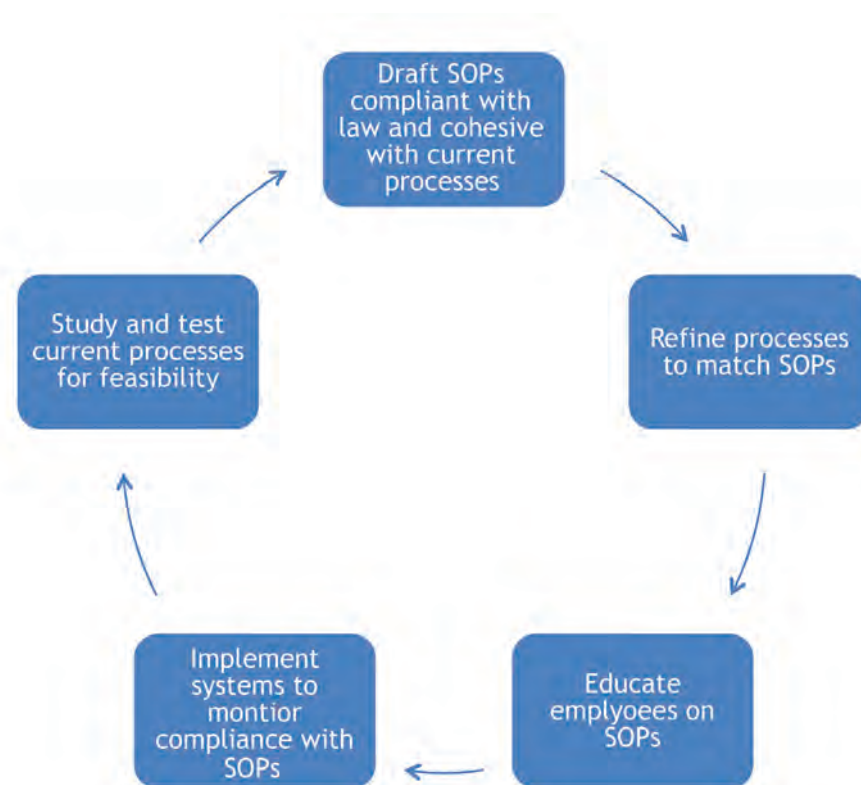 Draft SOPs
compliant with
law and cohesive
with current
processes
Refine processes
to match SOPs
Educate
emplyoees on
SOPs
Implement
systems to
montior
compliance with
SOPs
Study and test
current processes
for feasibility